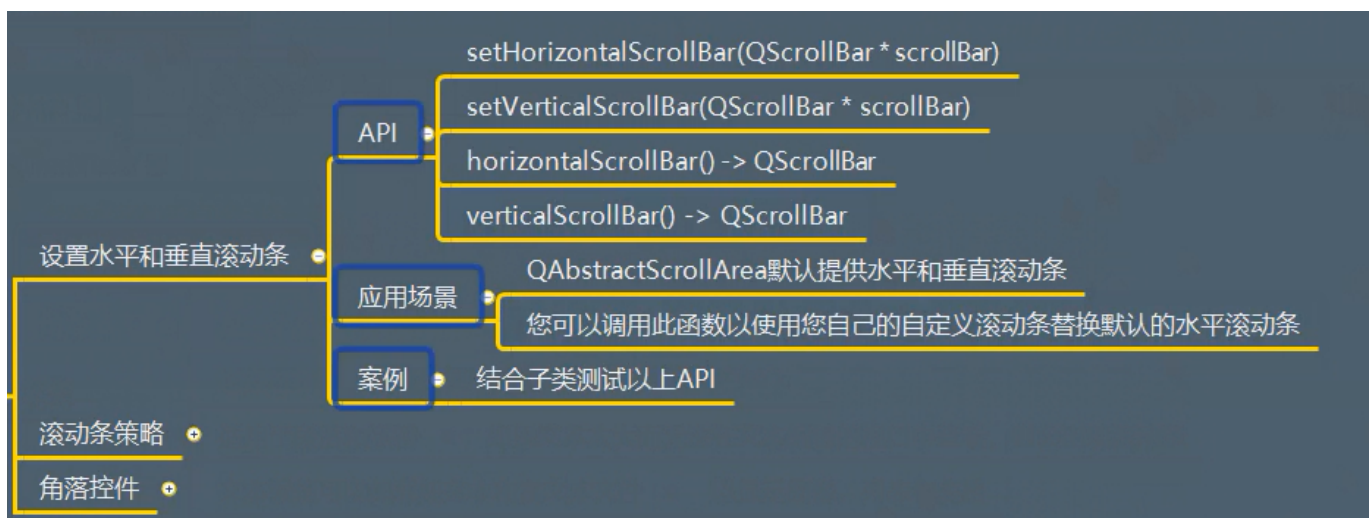 setHorizontalScrollBar(QScrollBar * scrollBar)
setVerticalScrollBar(QScrollBar * scrollBar)
API
horizontalScrollBar() -> QScrollBar
verticalScrollBar() -> QScrollBar
设置水平和垂直滚动条
QAbstractScrollArea默认提供水平和垂直滚动条
应用场景
您可以调用此函数以使用您自己的自定义滚动条替换默认的水平滚动条
案例
结合子类测试以上API
滚动条策略
角落控件